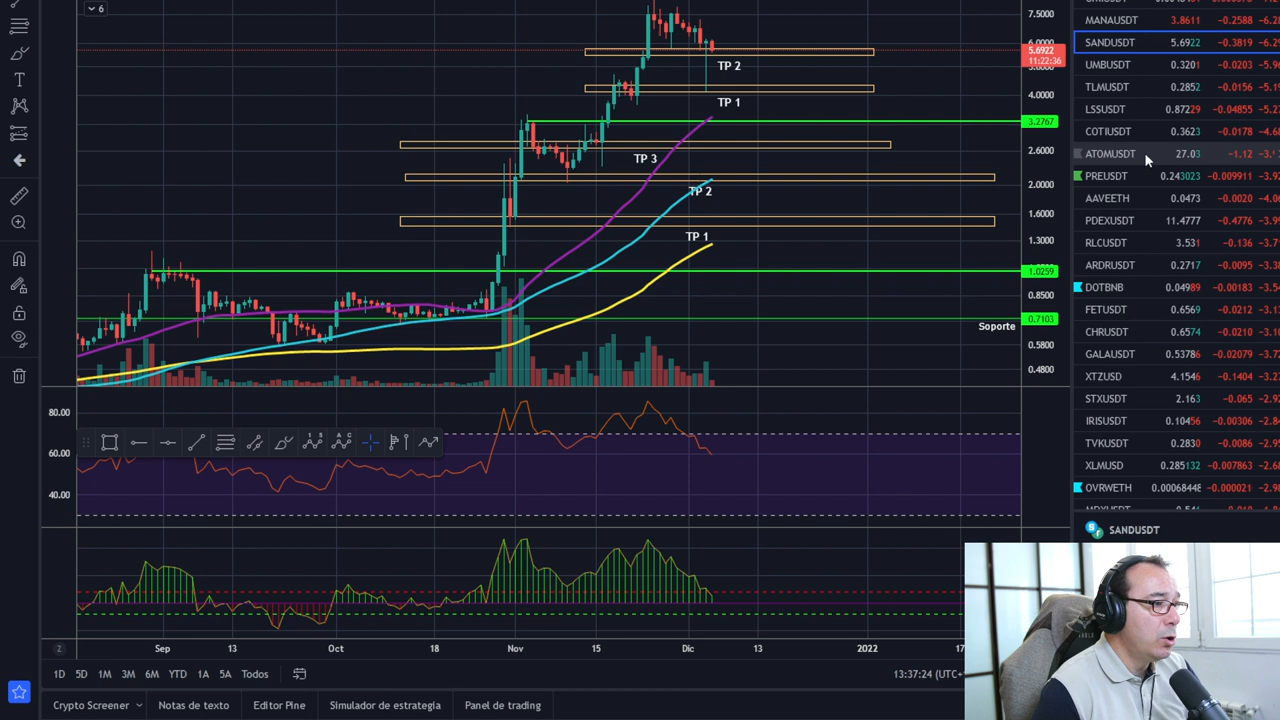 6
7.5000
MANAUSDT 3.8611 -0.2588
SANDUSDT 5.6922 -0.3819
5.6922
11:22:36
UMBUSDT 0.3201 -0.0203
TP 2
TLMUSDT 0.2852 -0.0156
4.0000
TP 1
LSSUSDT 0.87229 -0.04855
3.2767
COTIUSDT 0.3623 -0.0178
2.6000
TP 3
ATOMUSDT 27.03 -1.12
PREUSDT 0.243023 -0.009911
2.0000
TP 2
AAVEETH 0.0473 -0.0020
1.6000
PDEXUSDT 11.4777 -0.4776
TP 1
1.3000
RLCUSDT 3.531 -0.136
1.0259
ARDRUSDT 0.2717 -0.0095
DOTBNB 0.04989 -0.00183
0.8500
FETUSDT 0.6569
0.7103
Soporte
CHRUSDT 0.6574 -0.0210
0.5800
GALAUSDT 0.53786 -0.02079
0.4800
XTZUSD 4.1546 -0.1404
STXUSDT 2.163 -0.065
80.00
IRISUSDT 0.10456 -0.00306
TVKUSDT 0.2830 -0.0086
60.00
XLMUSD 0.285132 -0.007863
OVRWETH 0.00068448 -0.000021
40.00
SANDUSDT
Z
Sep 13 Oct 18 Nov 15 Dic 13 2022 17
1D 5D 1M 3M 6M YTD 1A 5A Todos
13:37:24 (UTC+
Crypto Screener Notas de texto Editor Pine Simulador de estrategia Panel de trading